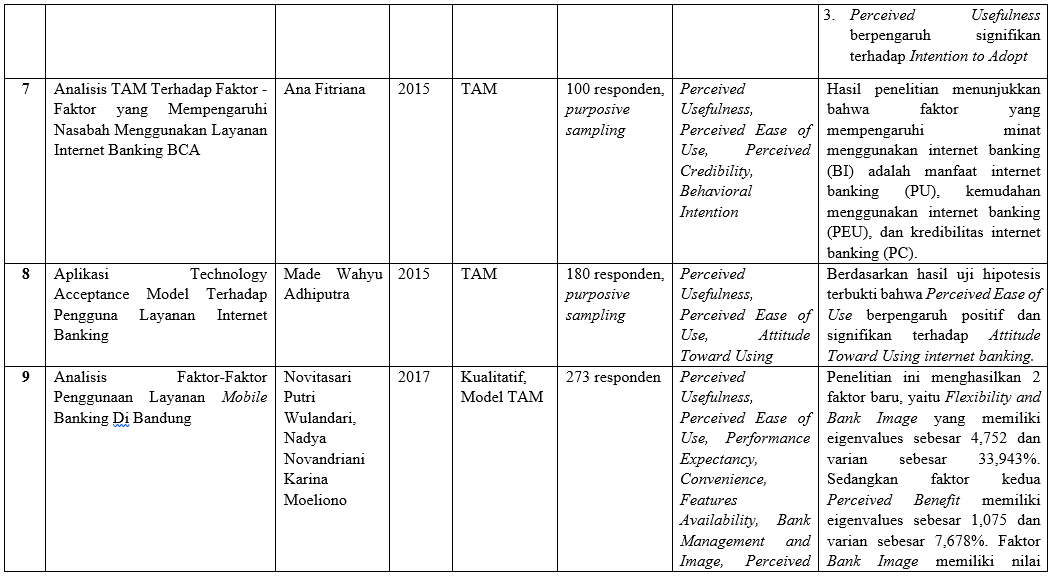 3. Perceived Usefulness
berpengaruh signifikan
terhadap Intention to Adopt
7
Analisis TAM Terhadap Faktor -
Faktor yang Mempengaruhi
Nasabah Menggunakan Layanan
Internet Banking BCA
Ana Fitriana
2015
TAM
100 responden,
purposive
sampling
Perceived
Usefulness,
Perceived Ease of
Use, Perceived
Credibility,
Behavioral
Intention
Hasil penelitian menunjukkan
bahwa faktor yang
mempengaruhi minat
menggunakan internet banking
(BI) adalah manfaat internet
banking (PU), kemudahan
menggunakan internet banking
(PEU), dan kredibilitas internet
banking (PC).
8
Aplikasi Technology
Acceptance Model Terhadap
Pengguna Layanan Internet
Banking
Made Wahyu
Adhiputra
2015
TAM
180 responden,
purposive
sampling
Perceived
Usefulness,
Perceived Ease of
Use, Attitude
Toward Using
Berdasarkan hasil uji hipotesis
terbukti bahwa Perceived Ease of
Use berpengaruh positif dan
signifikan terhadap Attitude
Toward Using internet banking.
9
Analisis Faktor-Faktor
Penggunaan Layanan Mobile
Banking Di Bandung
Novitasari
Putri
Wulandari,
Nadya
Novandriani
Karina
Moeliono
2017
Kualitatif,
Model TAM
273 responden
Perceived
Usefulness,
Perceived Ease of
Use, Performance
Expectancy,
Convenience,
Features
Availability, Bank
Management and
Image, Perceived
Penelitian ini menghasilkan 2
faktor baru, yaitu Flexibility and
Bank Image yang memiliki
eigenvalues sebesar 4,752 dan
varian sebesar 33,943%.
Sedangkan faktor kedua
Perceived Benefit memiliki
eigenvalues sebesar 1,075 dan
varian sebesar 7,678%. Faktor
Bank Image memiliki nilai